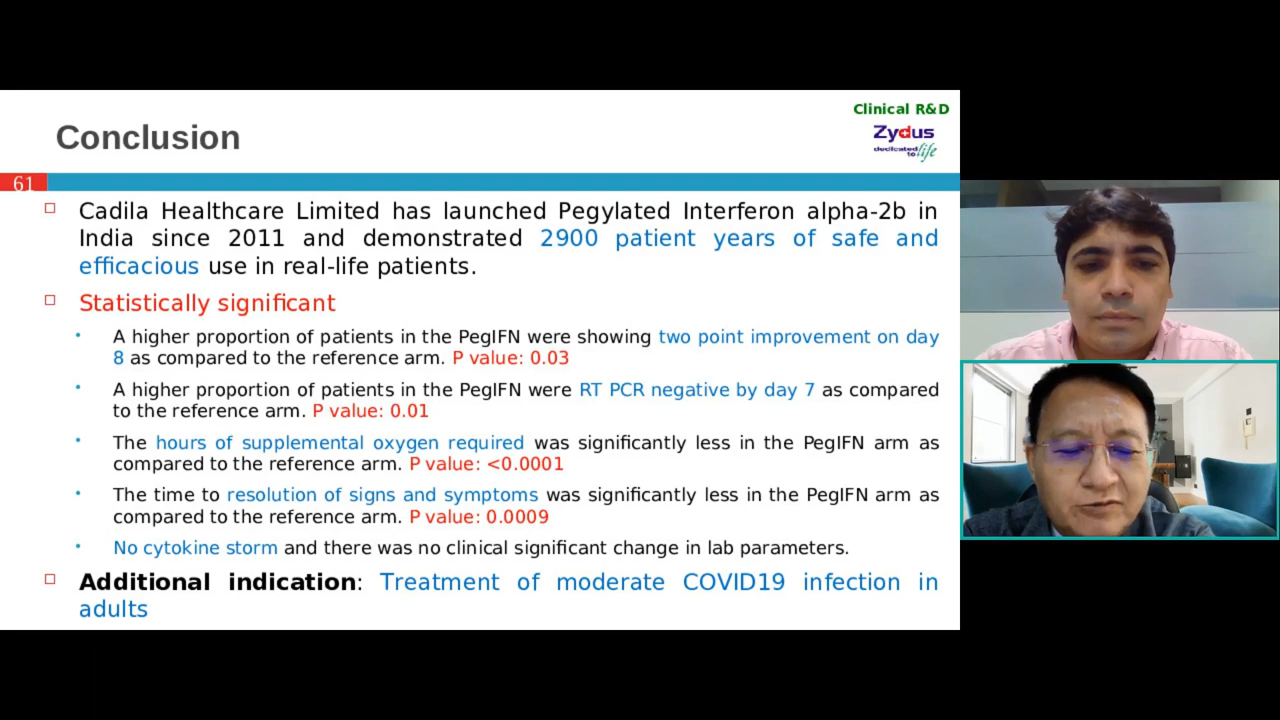 Clinical R&D
Conclusion
Zydus
dedicated
to life
61
Cadila Healthcare Limited has launched Pegylated Interferon alpha-2b in
India since 2011 and demonstrated 2900 patient years of safe and
efficacious use in real-life patients.
Statistically significant
A higher proportion of patients in the PegIFN were showing two point improvement on day
8 as compared to the reference arm. P value: 0.03
A higher proportion of patients in the PegIFN were RT PCR negative by day 7 as compared
to the reference arm. P value: 0.01
The hours of supplemental oxygen required was significantly less in the PegIFN arm as
compared to the reference arm. P value: <0.0001
The time to resolution of signs and symptoms was significantly less in the PegIFN arm as
compared to the reference arm. P value: 0.0009
No cytokine storm and there was no clinical significant change in lab parameters.
Additional indication: Treatment of moderate COVID19 infection in
adults